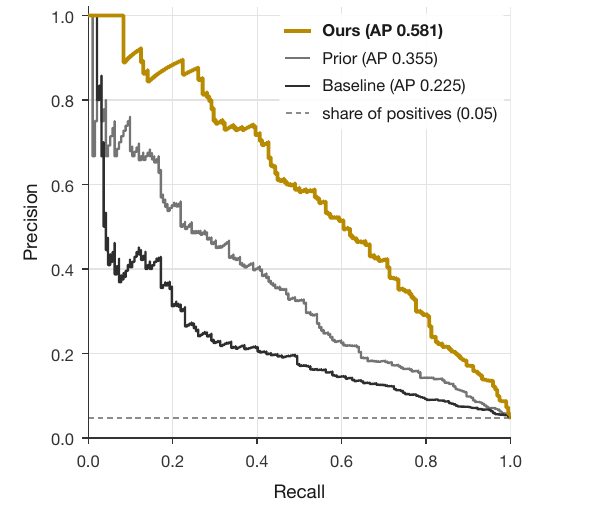 Ours (AP 0.581)
Prior (AP 0.355)
Baseline (AP 0.225)
share of positives (0.05)
Precision
1.0
0.8
0.6
0.4
0.2
0.0
0.0 0.2 0.4 0.6 0.8 1.0
Recall